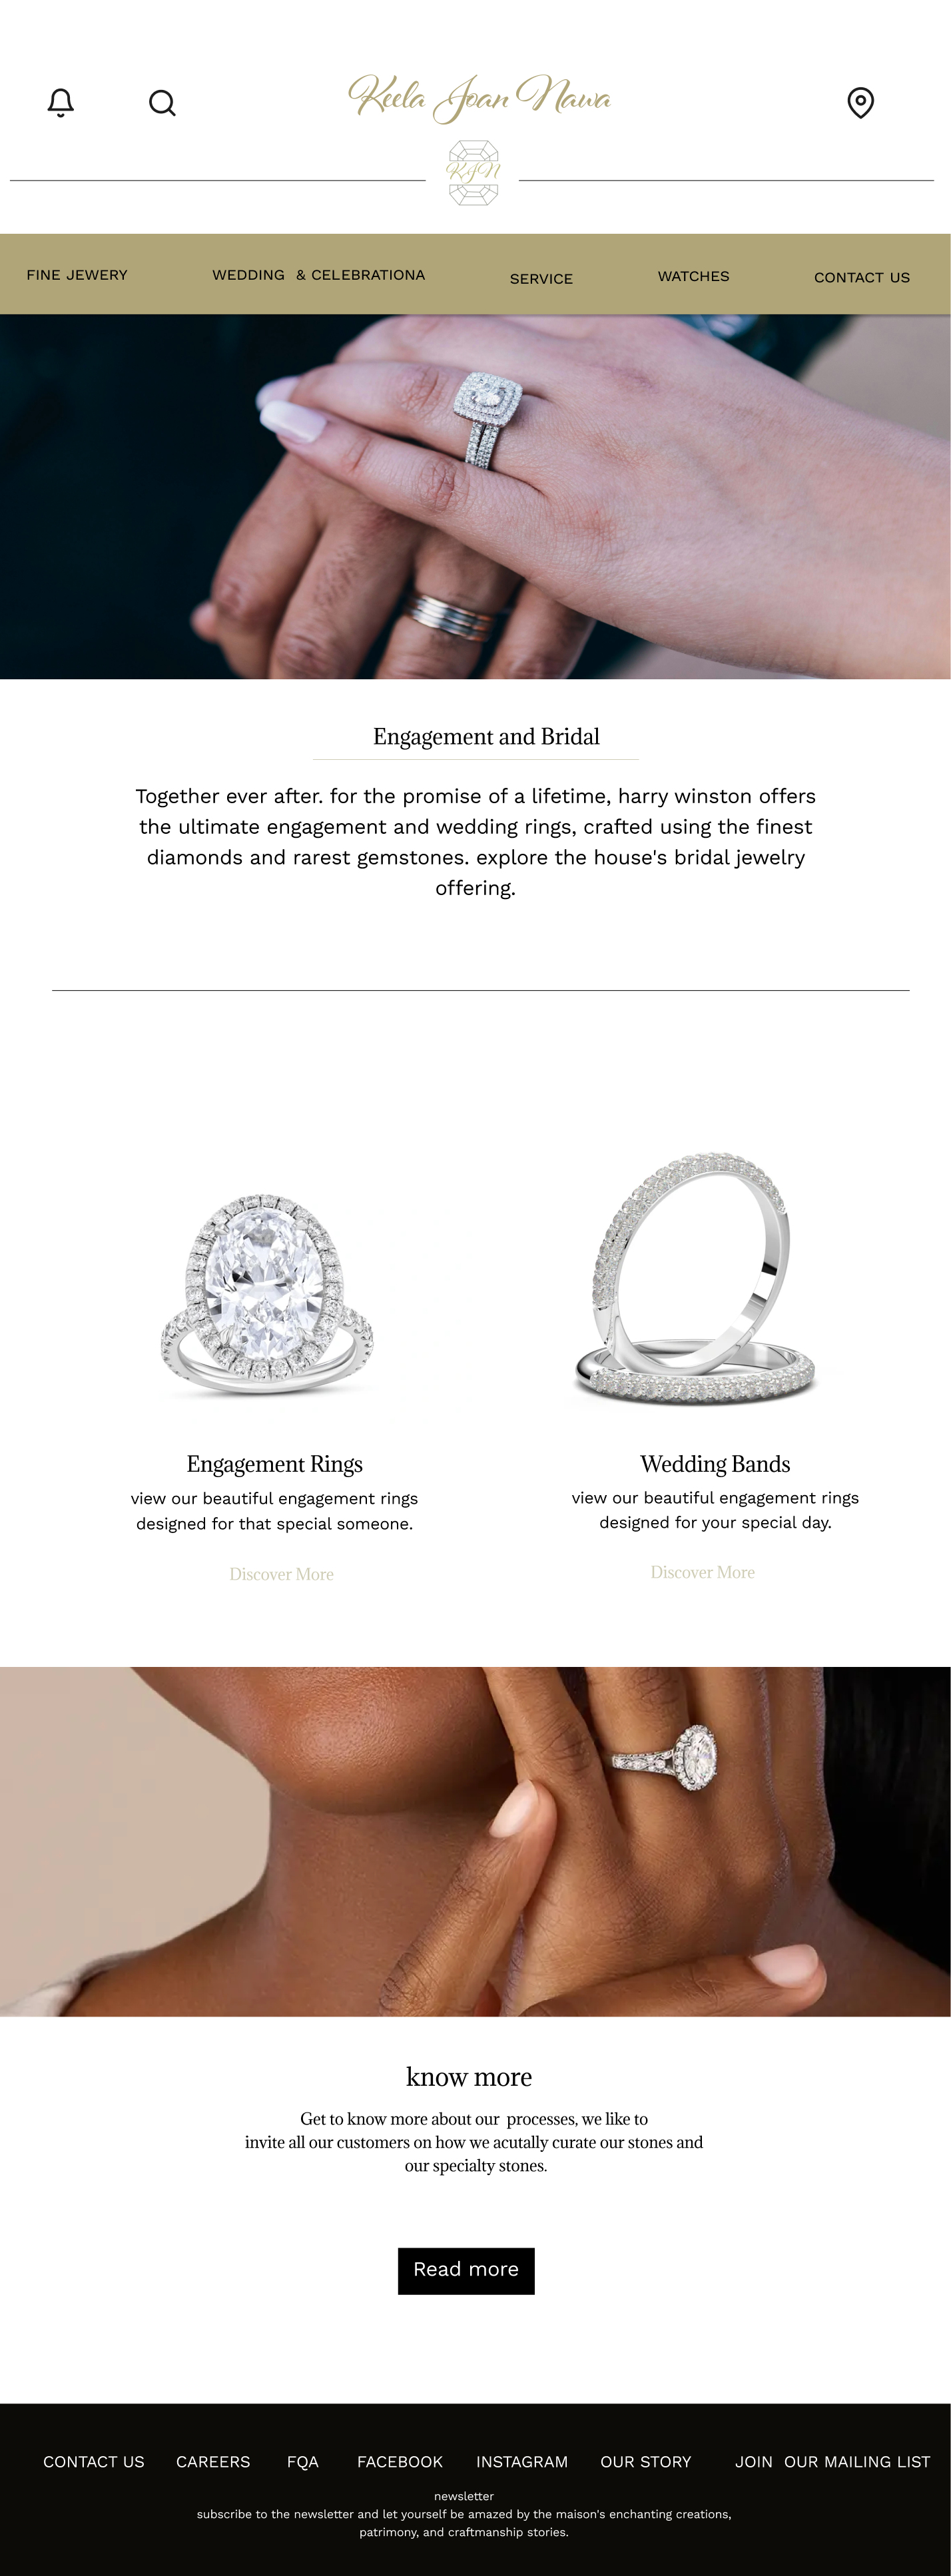 Keela Joan Nawa
KJN
FINE JEWERY
WEDDING & CELEBRATIONA
SERVICE
WATCHES
CONTACT US
Engagement and Bridal
Together ever after. for the promise of a lifetime, harry winston offers
the ultimate engagement and wedding rings, crafted using the finest
diamonds and rarest gemstones. explore the house's bridal jewelry
offering.
Engagement Rings
view our beautiful engagement rings
designed for that special someone.
Discover More
Wedding Bands
view our beautiful engagement rings
designed for your special day.
Discover More
know more
Get to know more about our processes, we like to
invite all our customers on how we acutally curate our stones and
our specialty stones.
Read more
CONTACT US
CAREERS
FQA
FACEBOOK
INSTAGRAM
OUR STORY
JOIN OUR MAILING LIST
newsletter
subscribe to the newsletter and let yourself be amazed by the maison's enchanting creations,
patrimony, and craftmanship stories.